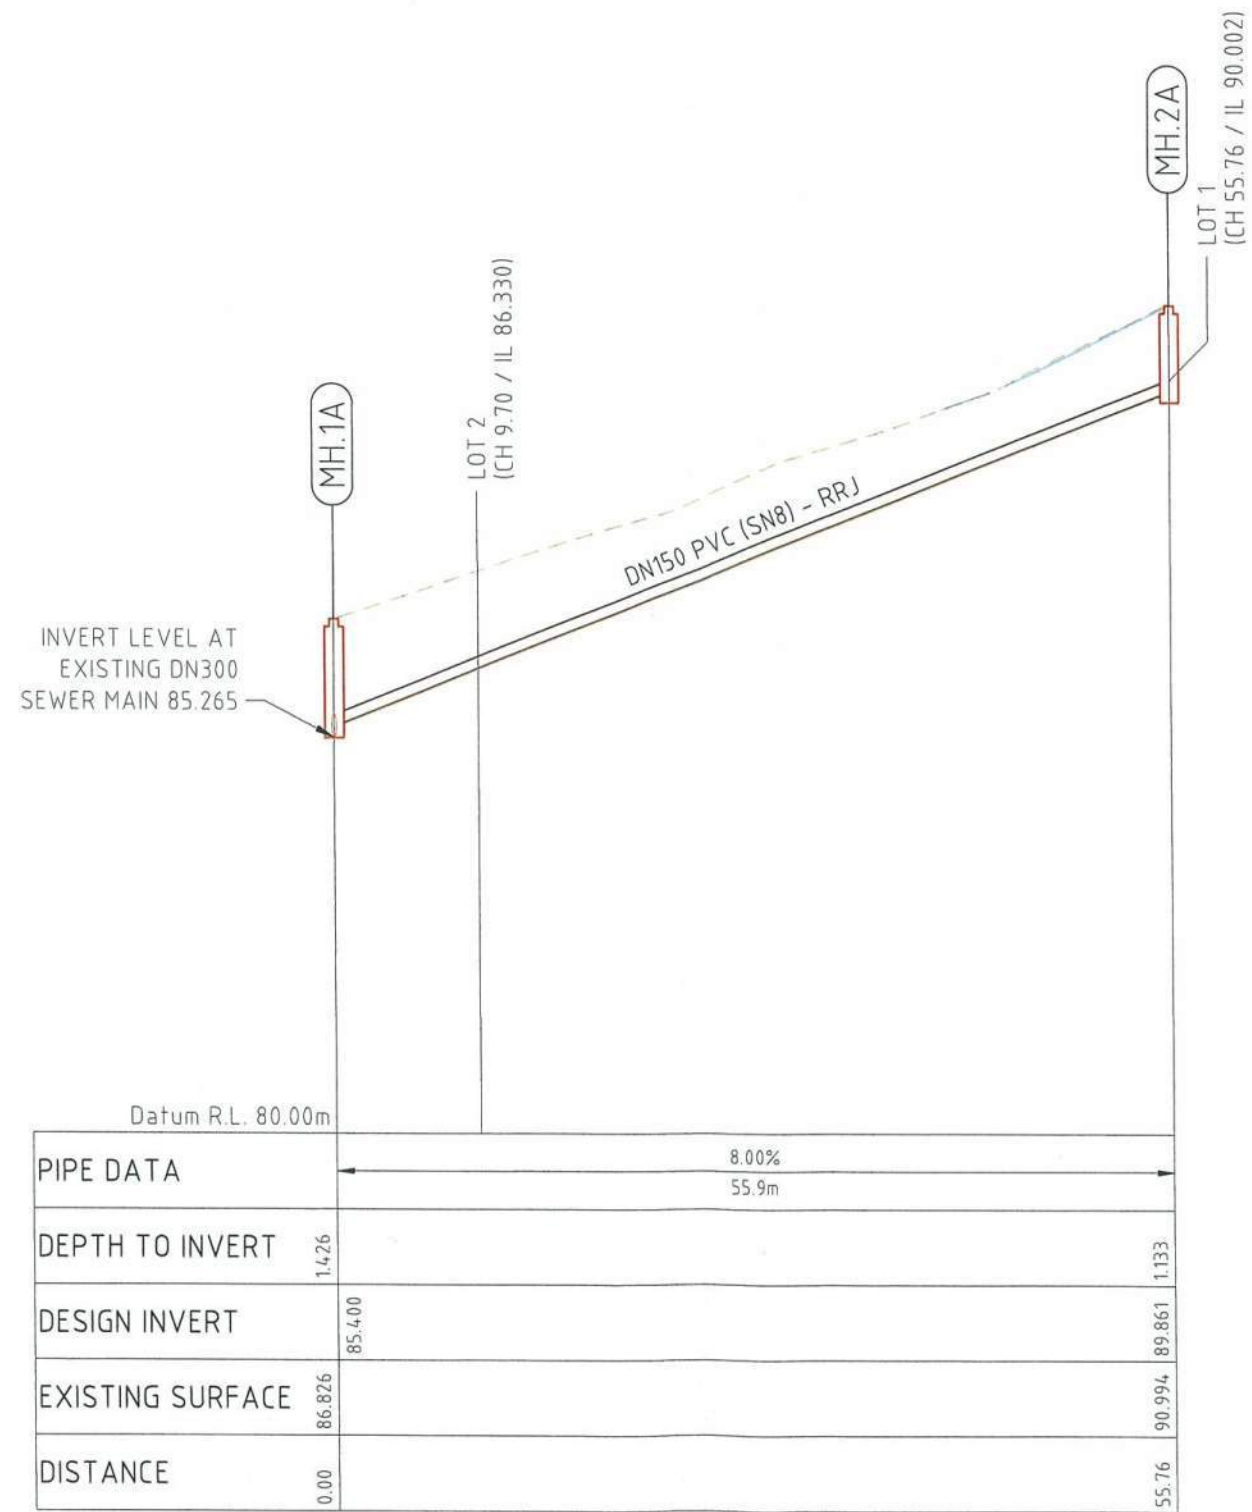 MH.2A
LOT 1
(CH 55.76 / IL 90.002)
MH.1A
LOT 2
(CH 9.70 / IL 86.330)
DN150 PVC (SN8) - RRJ
INVERT LEVEL AT
EXISTING DN300
SEWER MAIN 85.265
Datum R.L. 80.00m
PIPE DATA
8.00%
55.9m
DEPTH TO INVERT 1.426 1.133
DESIGN INVERT 85.400 89.861
EXISTING SURFACE 86.826 90.994
DISTANCE 0.00 55.76